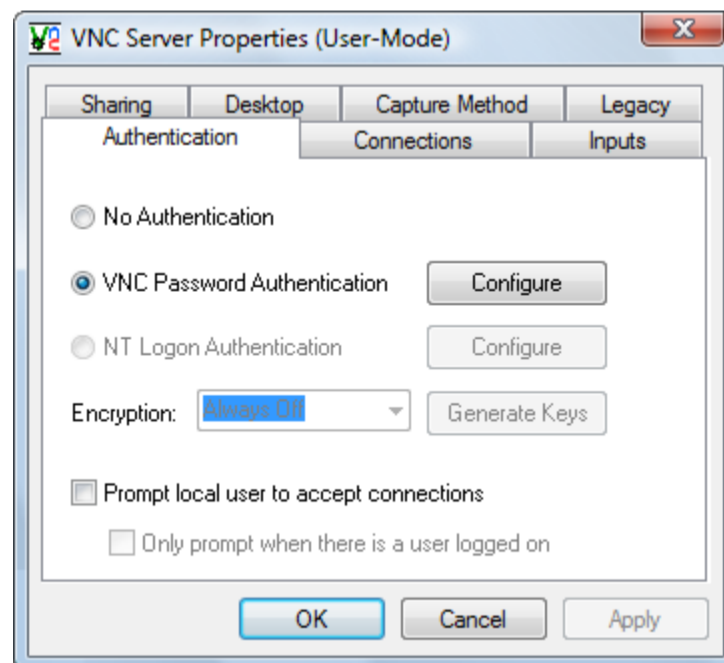 VNC Server Properties (User-Mode)
Sharing Desktop Capture Method Legacy
Authentication Connections Inputs
No Authentication
VNC Password Authentication Configure
NT Logon Authentication Configure
Encryption: Always Off Generate Keys
Prompt local user to accept connections
Only prompt when there is a user logged on
OK Cancel Apply